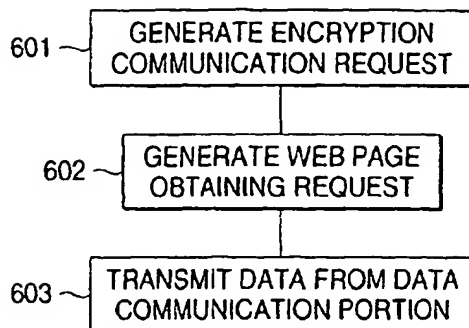 601
GENERATE ENCRYPTION
COMMUNICATION REQUEST
602
GENERATE WEB PAGE
OBTAINING REQUEST
603
TRANSMIT DATA FROM DATA
COMMUNICATION PORTION